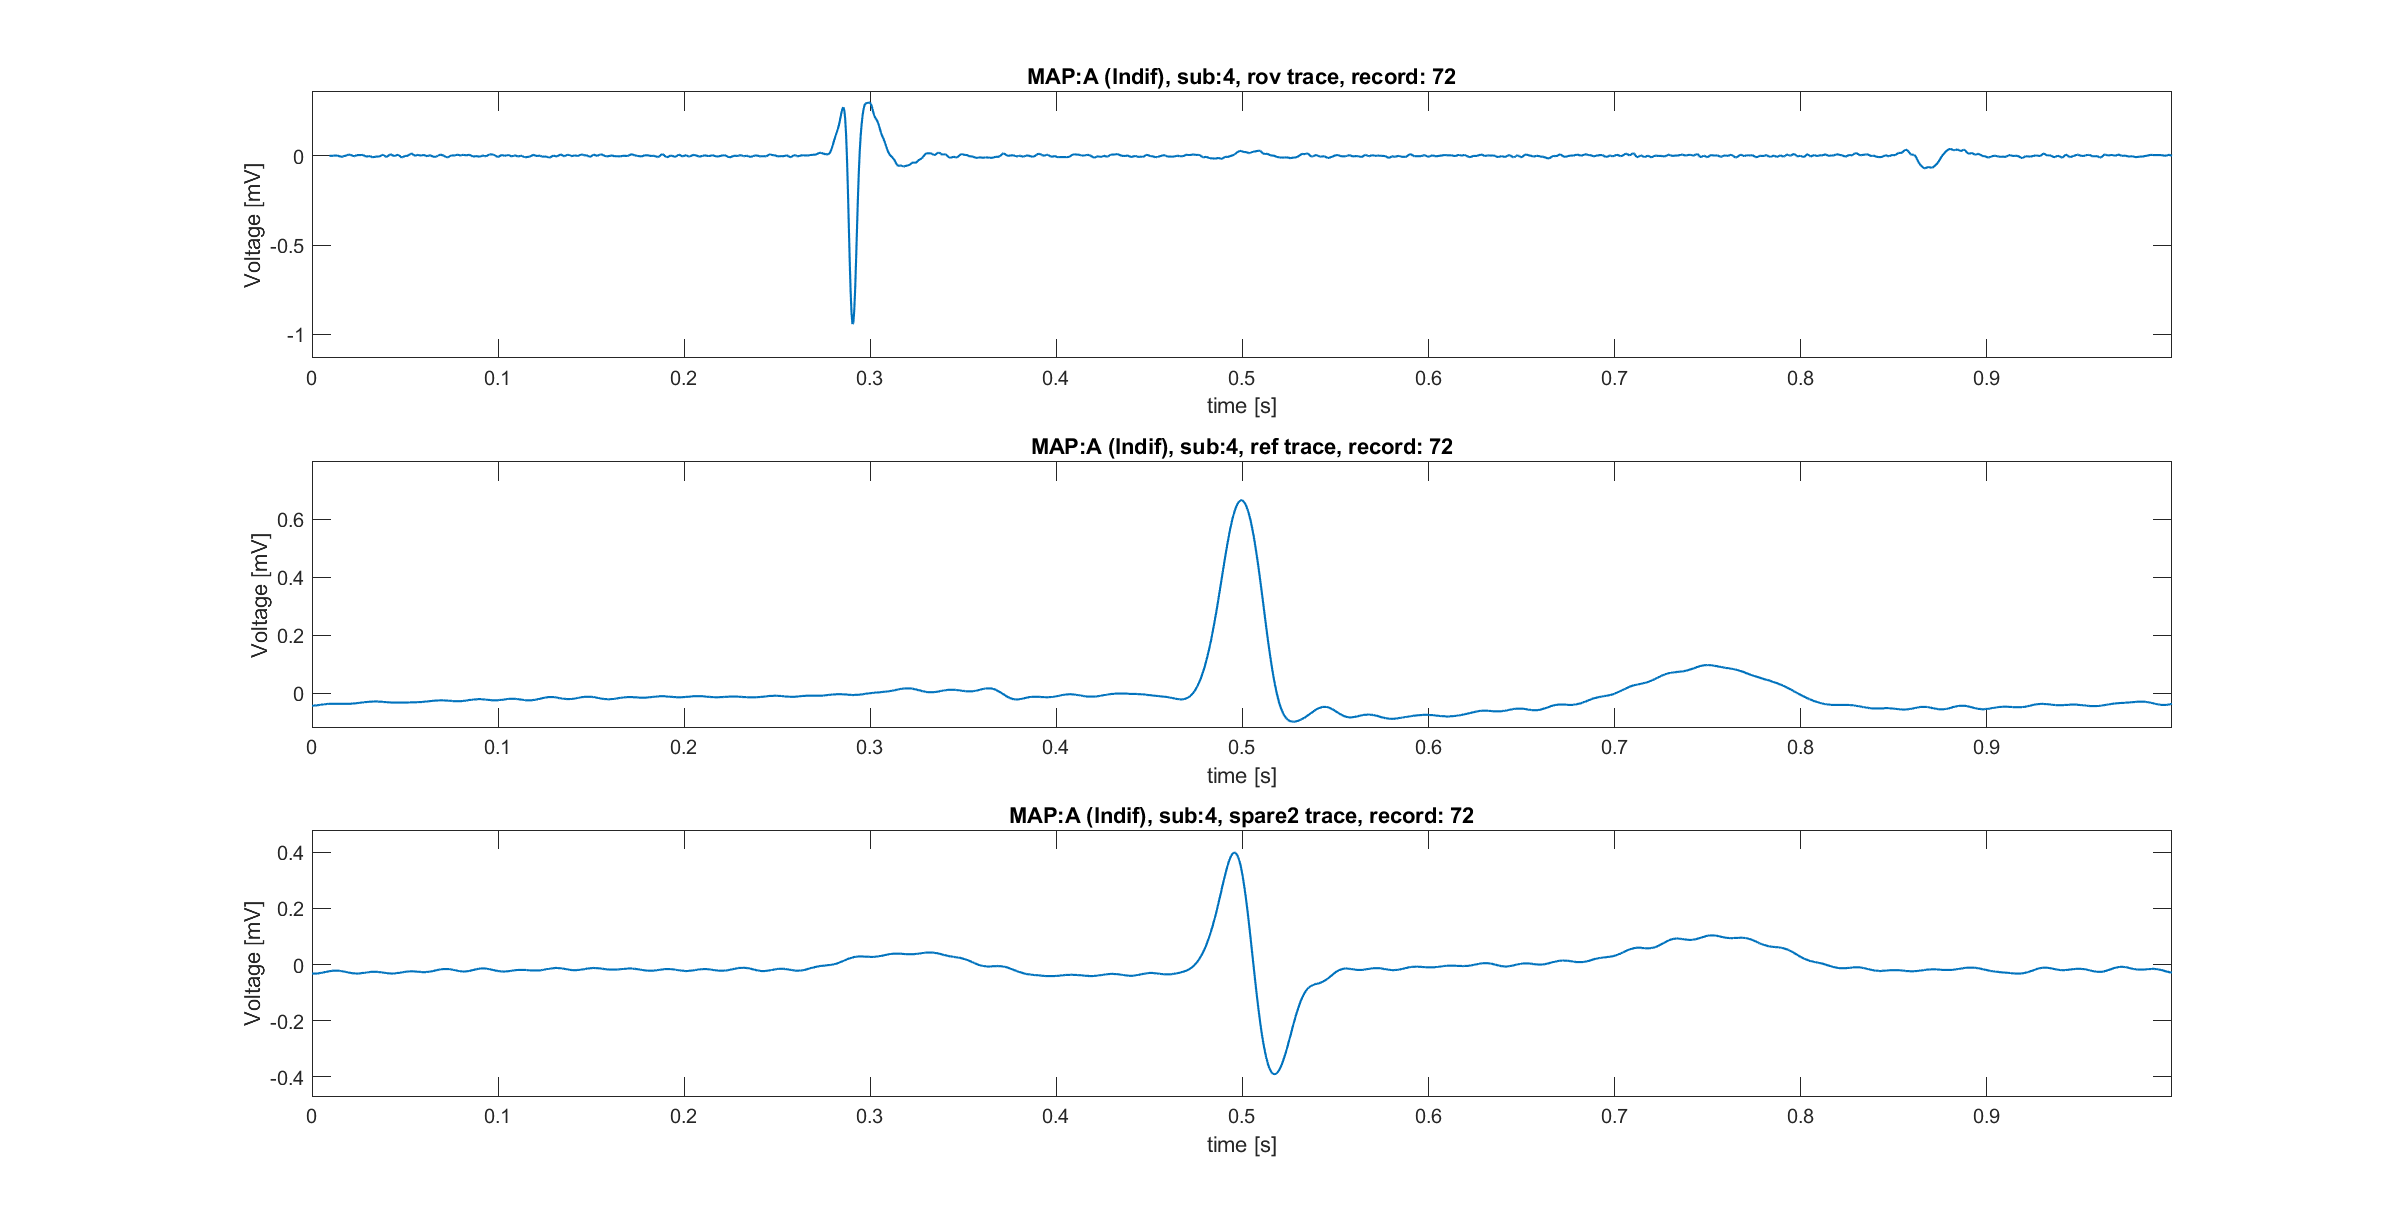 MAP:A (Indif), sub:4, rov trace, record: 72
Voltage [mV]
0
-0.5
-1
0 0.1 0.2 0.3 0.4 0.5 0.6 0.7 0.8 0.9
time [s]
MAP:A (Indif), sub:4, ref trace, record: 72
Voltage [mV]
0.6
0.4
0.2
0
0 0.1 0.2 0.3 0.4 0.5 0.6 0.7 0.8 0.9
time [s]
MAP:A (Indif), sub:4, spare2 trace, record: 72
Voltage [mV]
0.4
0.2
0
-0.2
-0.4
0 0.1 0.2 0.3 0.4 0.5 0.6 0.7 0.8 0.9
time [s]